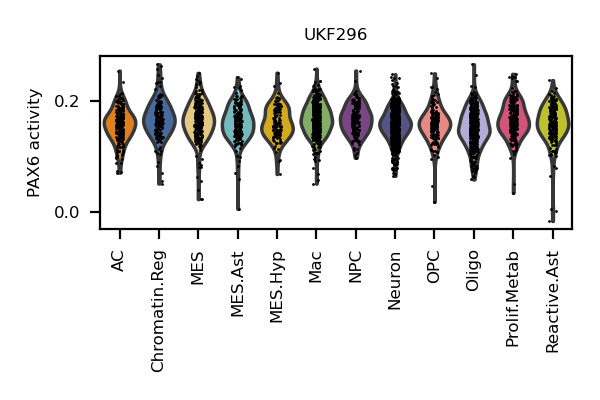 UKF296
PAX6 activity
0.2
0.0
AC
Chromatin.Reg
MES
MES.Ast
MES.Hyp
Mac
NPC
Neuron
OPC
Oligo
Prolif.Metab
Reactive.Ast